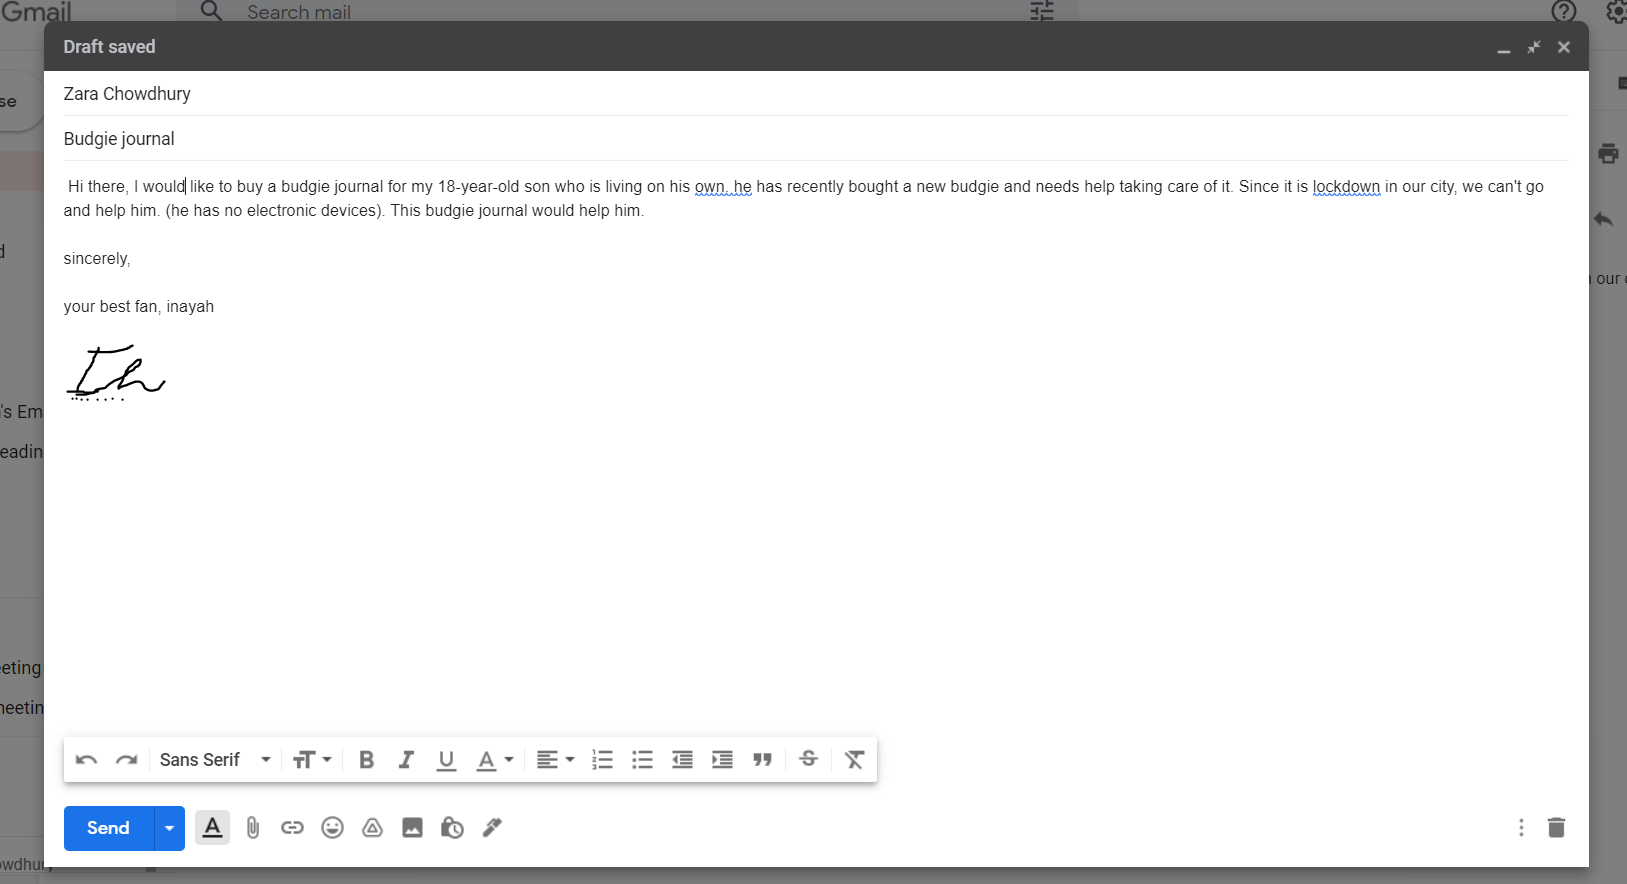 Gmail
Search mail
Draft saved
se
Zara Chowdhury
Budgie journal
Hi there, I would like to buy a budgie journal for my 18-year-old son who is living on his own. he has recently bought a new budgie and needs help taking care of it. Since it is lockdown in our city, we can't go
and help him. (he has no electronic devices). This budgie journal would help him.
d
sincerely,
our
your best fan, inayah
Ih
's Em
eadin
eeting
neetin
Sans Serif
Send
owdhury